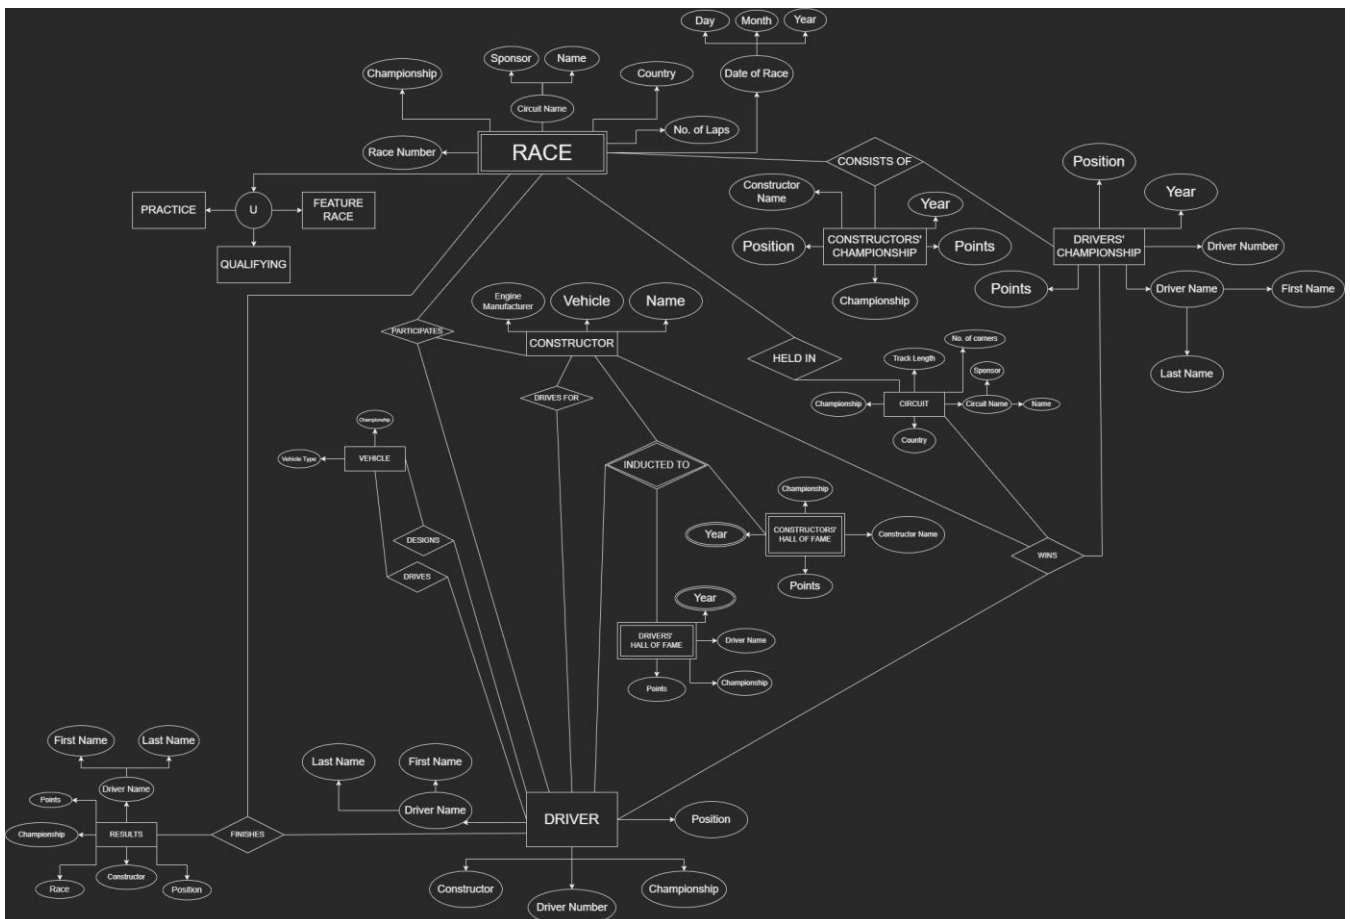 Day
Month
Year
Sponsor
Name
Championship
Country
Date of Race
Circuit Name
No. of Laps
Race Number
RACE
CONSISTS OF
Position
Constructor
Name
Year
Year
PRACTICE
U
FEATURE
RACE
QUALIFYING
Position
CONSTRUCTORS'
CHAMPIONSHIP
Points
DRIVERS'
CHAMPIONSHIP
Driver Number
Points
Driver Name
First Name
Championship
Engine
Manufacturer
Vehicle
Name
PARTICIPATES
CONSTRUCTOR
No. of corners
HELD IN
Track Length
Sponsor
Last Name
DRIVES FOR
Championship
CIRCUIT
Circuit Name
Name
Country
Championship
Vehicle Type
VEHICLE
INDUCTED TO
Championship
Year
CONSTRUCTORS'
HALL OF FAME
Constructor Name
DESIGNS
WINS
DRIVES
Points
Year
DRIVERS'
HALL OF FAME
Driver Name
Points
Championship
First Name
Last Name
Last Name
First Name
Driver Name
Points
Driver Name
DRIVER
Position
Championship
RESULTS
FINISHES
Race
Constructor
Position
Constructor
Championship
Driver Number